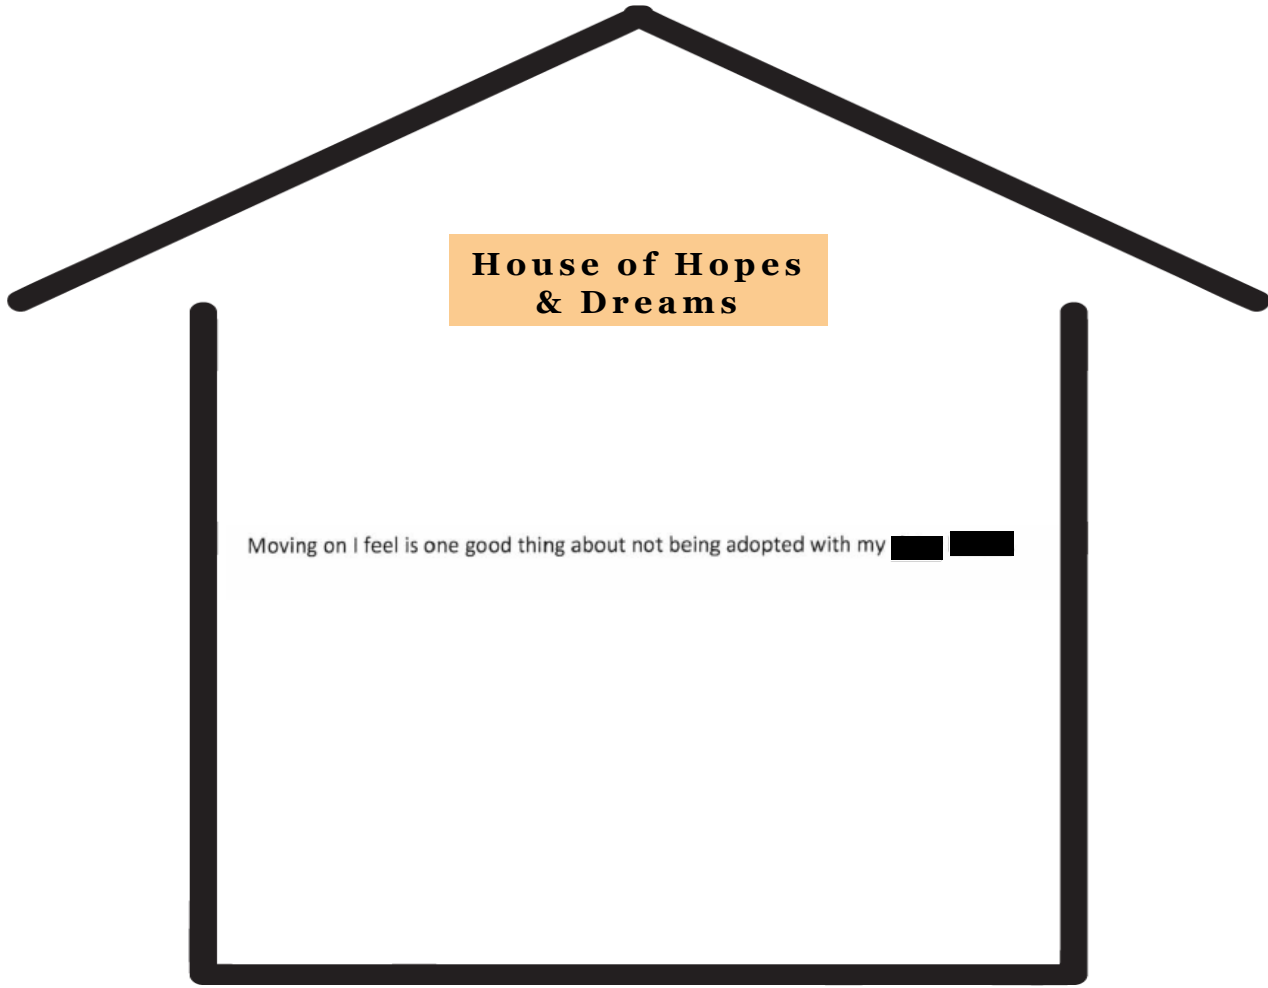 House of Hopes
& Dreams
Moving on I feel is one good thing about not being adopted with my